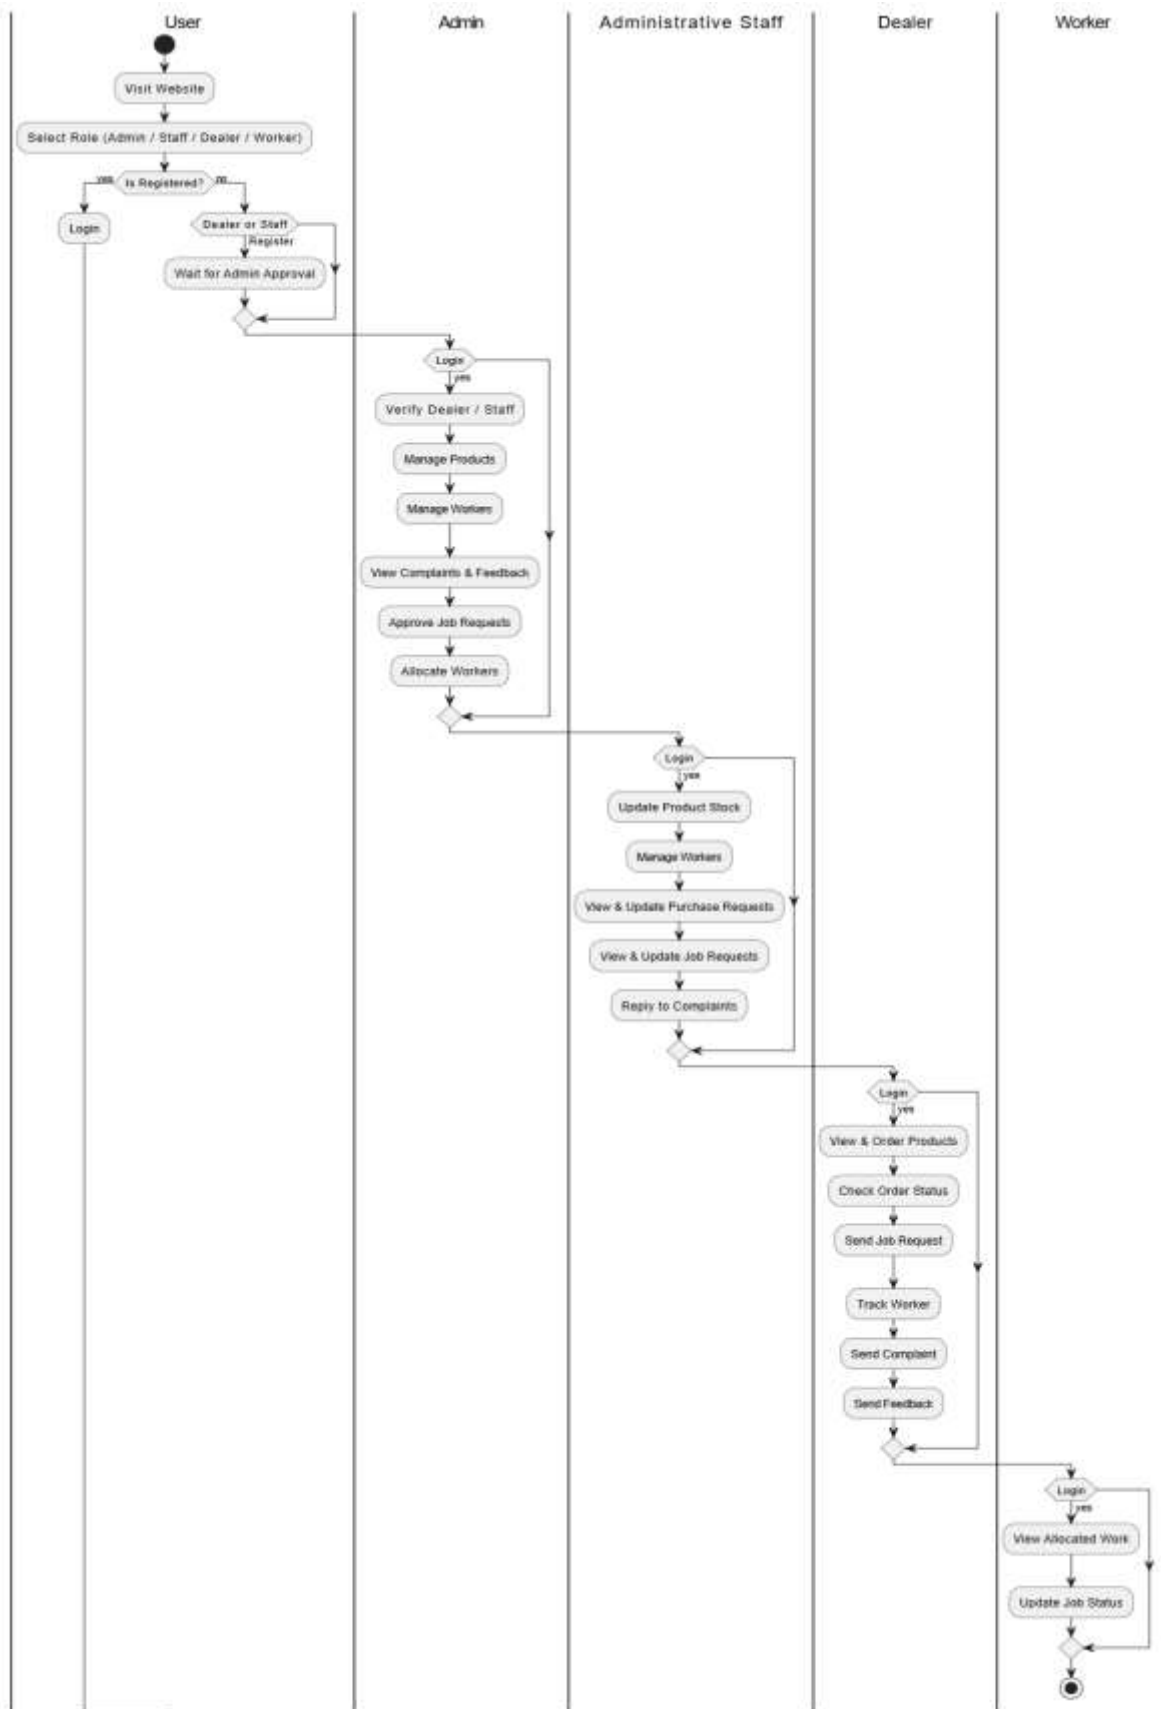 User
Admin
Administrative Staff
Dealer
Worker
Visit Website
Select Role (Admin / Staff / Dealer / Worker)
yes
Is Registered?
no
Login
Dealer or Staff
Register
Wait for Admin Approval
Login
yes
Verify Dealer / Staff
Manage Products
Manage Workers
View Complaints & Feedback
Approve Job Requests
Allocate Workers
Login
yes
Update Product Stock
Manage Workers
View & Update Purchase Requests
View & Update Job Requests
Reply to Complaints
Login
yes
View & Order Products
Check Order Status
Send Job Request
Track Worker
Send Complaint
Send Feedback
Login
yes
View Allocated Work
Update Job Status